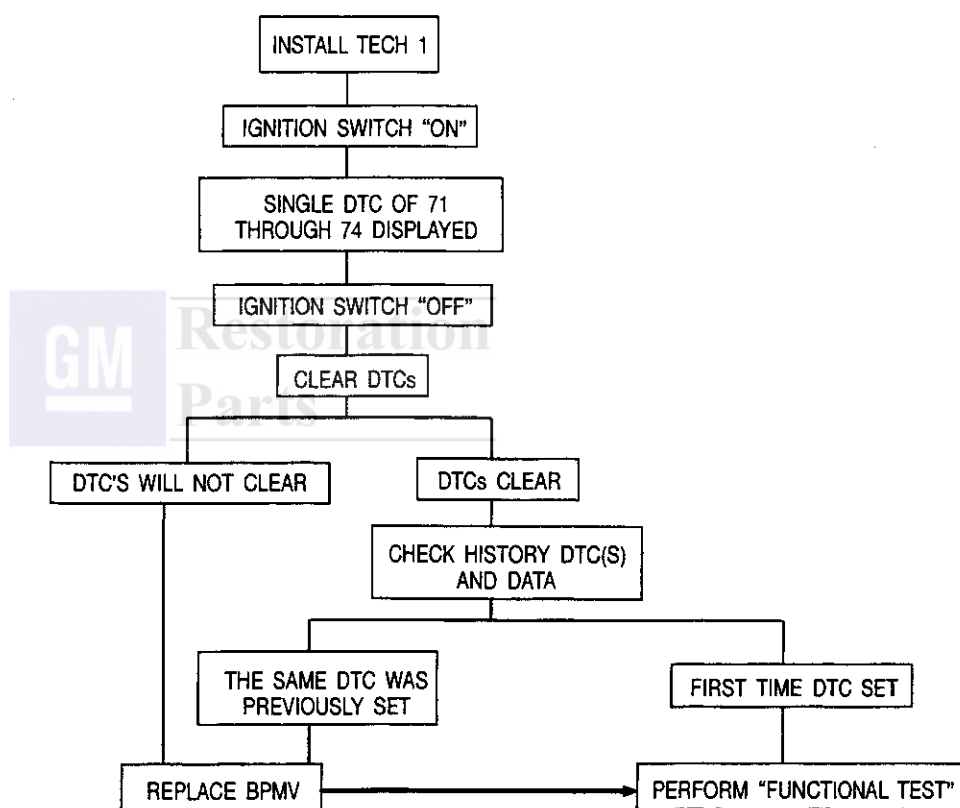 INSTALL TECH 1
IGNITION SWITCH “ON”
SINGLE DTC OF 71
THROUGH 74 DISPLAYED
IGNITION SWITCH “OFF”
GM
Restoration
Parts
CLEAR DTCs
DTC'S WILL NOT CLEAR
DTCs CLEAR
CHECK HISTORY DTC(S)
AND DATA
THE SAME DTC WAS
PREVIOUSLY SET
FIRST TIME DTC SET
REPLACE BPMV
PERFORM “FUNCTIONAL TEST”